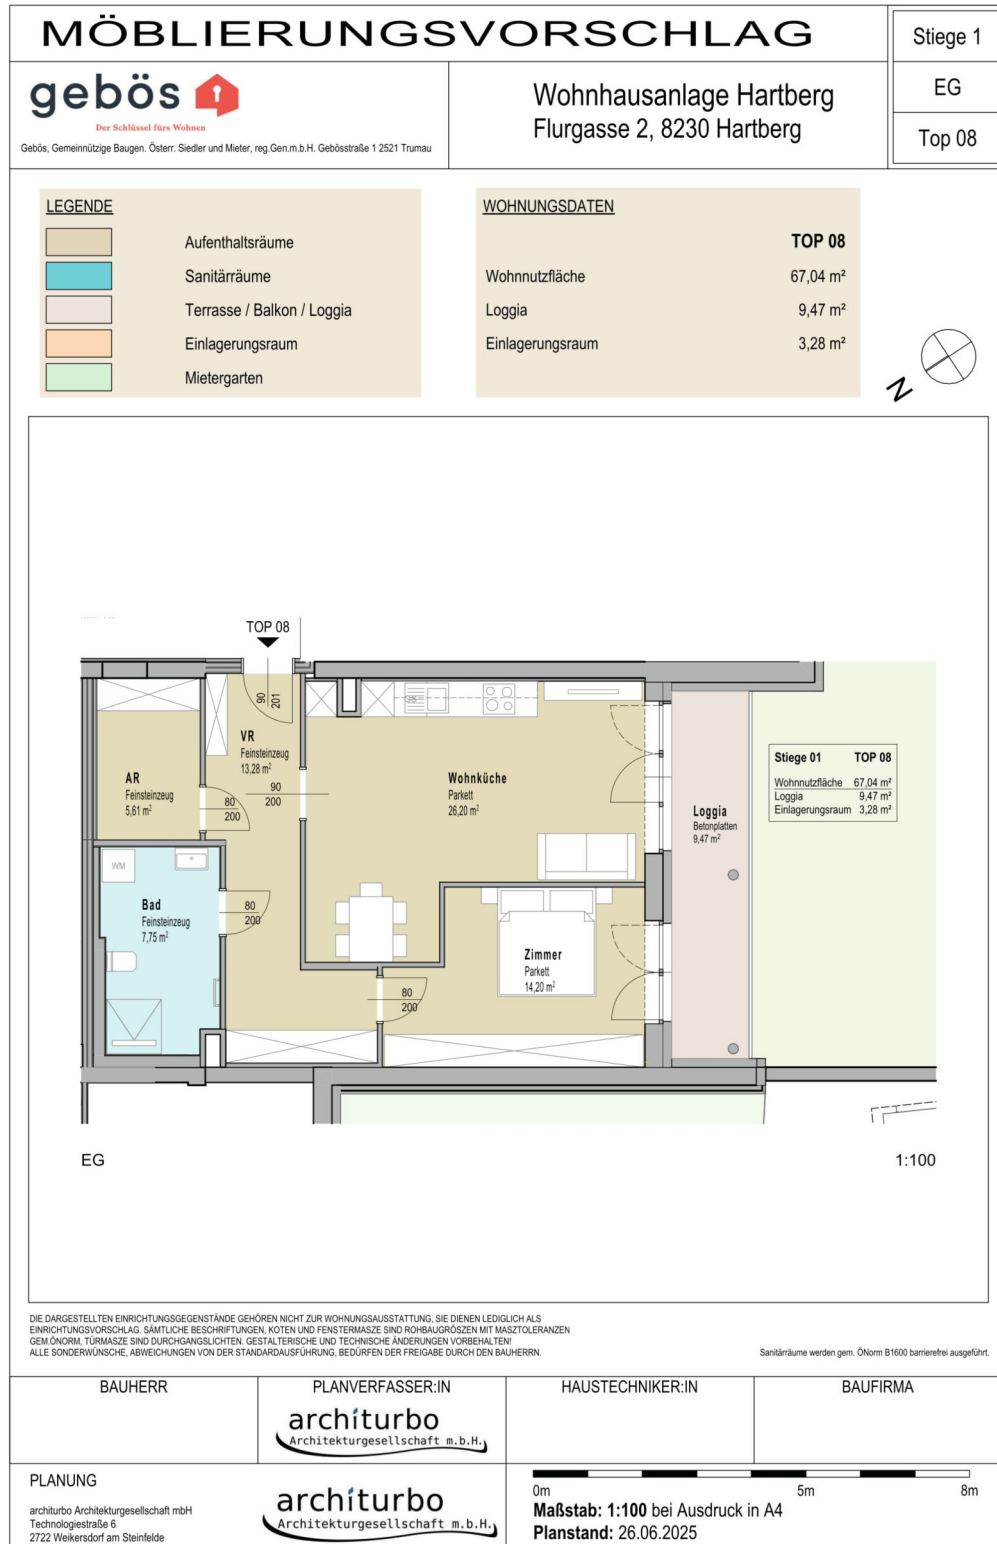 MÖBLIERUNGSVORSCHLAG
Stiege 1
EG
Top 08
gebös
Der Schlüssel fürs Wohnen
Gebös, Gemeinnützige Baugen. Österr. Siedler und Mieter, reg.Gen.m.b.H. Gebösstraße 1 2521 Trumau
Wohnhausanlage Hartberg
Flurgasse 2, 8230 Hartberg
LEGENDE
Aufenthaltsräume
Sanitärräume
Terrasse / Balkon / Loggia
Einlagerungsraum
Mietergarten
WOHNUNGSDATEN
TOP 08
Wohnnutzfläche 67,04 m²
Loggia 9,47 m²
Einlagerungsraum 3,28 m²
N
TOP 08
90
201
VR
Feinsteinzeug
13,28 m²
AR
Feinsteinzeug
5,61 m²
80
200
90
200
Wohnküche
Parkett
26,20 m²
Loggia
Betonplatten
9,47 m²
Stiege 01 TOP 08
Wohnnutzfläche 67,04 m²
Loggia 9,47 m²
Einlagerungsraum 3,28 m²
WM
Bad
Feinsteinzeug
7,75 m²
80
200
Zimmer
Parkett
14,20 m²
80
200
EG
1:100
DIE DARGESTELLTEN EINRICHTUNGSGEGENSTÄNDE GEHÖREN NICHT ZUR WOHNUNGSAUSSTATTUNG, SIE DIENEN LEDIGLICH ALS
EINRICHTUNGSVORSCHLAG. SÄMTLICHE BESCHRIFTUNGEN, KOTEN UND FENSTERMASZE SIND ROHBAUGRÖSZEN MIT MASZTOLERANZEN
GEM.ÖNORM, TÜRMASZE SIND DURCHGANGSLICHTEN. GESTALTERISCHE UND TECHNISCHE ÄNDERUNGEN VORBEHALTEN!
ALLE SONDERWÜNSCHE, ABWEICHUNGEN VON DER STANDARDAUSFÜHRUNG, BEDÜRFEN DER FREIGABE DURCH DEN BAUHERRN.
Sanitärräume werden gem. ÖNorm B1600 barrierefrei ausgeführt.
BAUHERR
PLANVERFASSER:IN
architurbo
Architekturgesellschaft m.b.H.
HAUSTECHNIKER:IN
BAUFIRMA
PLANUNG
architurbo Architekturgesellschaft mbH
Technologiestraße 6
2722 Weikersdorf am Steinfelde
architurbo
Architekturgesellschaft m.b.H.
0m 5m 8m
Maßstab: 1:100 bei Ausdruck in A4
Planstand: 26.06.2025